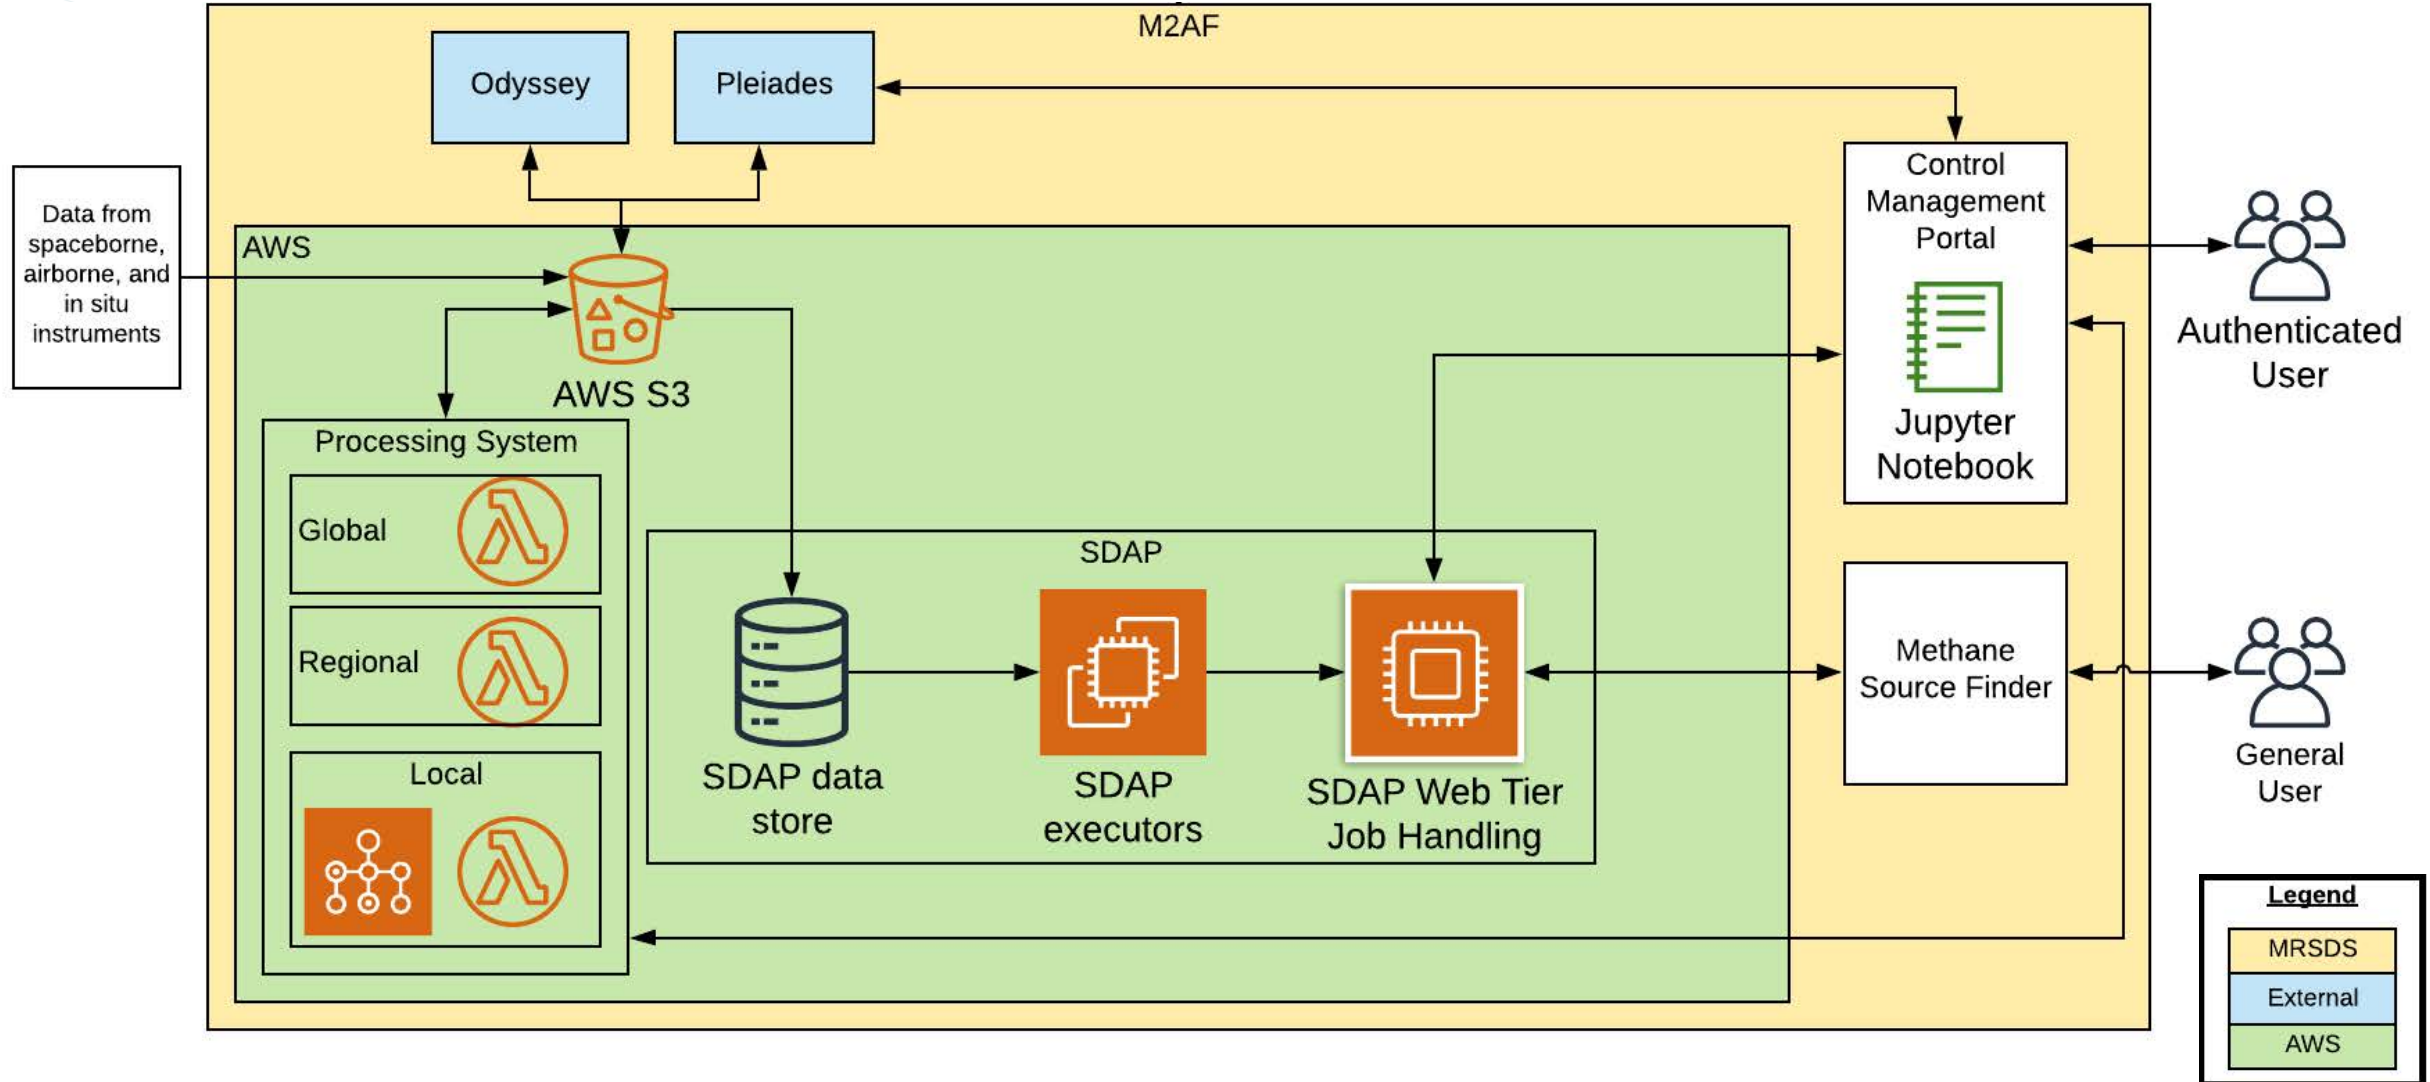 M2AF
Odyssey
Pleiades
Data from
spaceborne,
airborne, and
in situ
instruments
AWS
AWS S3
Control
Management
Portal
Jupyter
Notebook
Authenticated
User
Processing System
Global
Regional
Local
SDAP
SDAP data
store
SDAP
executors
SDAP Web Tier
Job Handling
Methane
Source Finder
General
User
Legend
MRSDS
External
AWS